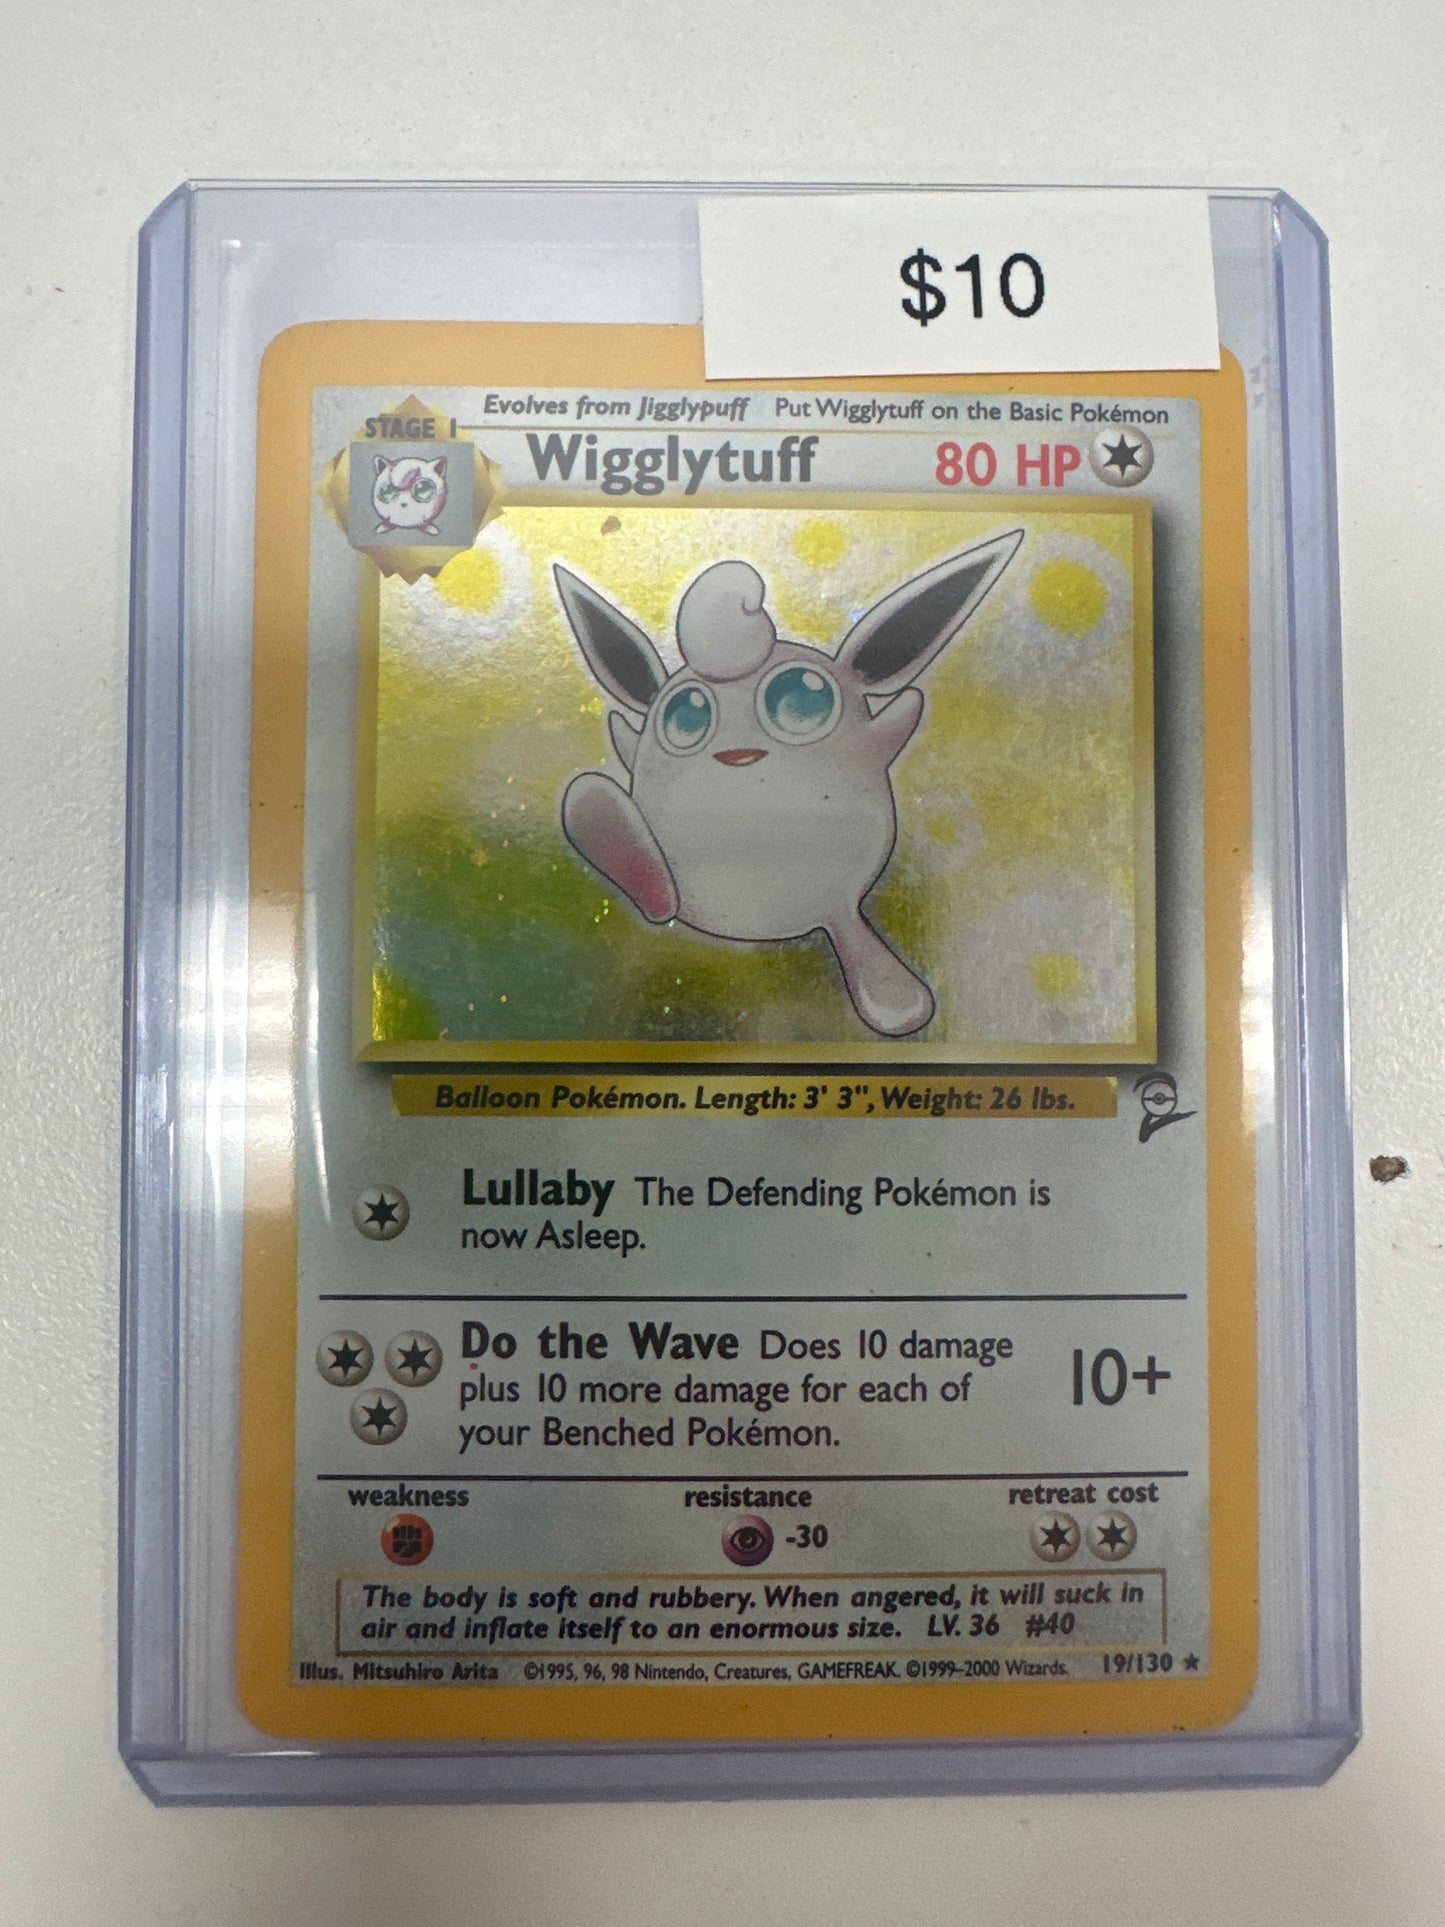 $10
Evolves from Jigglypuff Put Wigglytuff on the Basic Pokémon
STAGE 1
Wigglytuff 80 HP
Balloon Pokémon. Length: 3' 3", Weight: 26 lbs.
Lullaby The Defending Pokémon is
now Asleep.
Do the Wave Does 10 damage
plus 10 more damage for each of
your Benched Pokémon.
10+
weakness resistance retreat cost
-30
The body is soft and rubbery. When angered, it will suck in
air and inflate itself to an enormous size. LV. 36 #40
Illus. Mitsuhiro Arita ©1995, 96, 98 Nintendo, Creatures, GAMEFREAK. ©1999–2000 Wizards. 19/130 ★